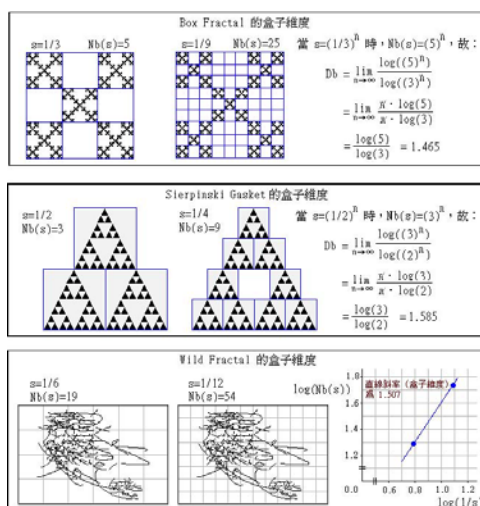 Box Fractal 的盒子維度
s=1/3 Nb(s)=5
s=1/9 Nb(s)=25
當 s=(1/3)^n 時，Nb(s)=(5)^n，故：
Db = lim n→∞ log((5)^n) / log((3)^n)
= lim n→∞ n · log(5) / n · log(3)
= log(5) / log(3) = 1.465
Sierpinski Gasket 的盒子維度
s=1/2
Nb(s)=3
s=1/4
Nb(s)=9
當 s=(1/2)^n 時，Nb(s)=(3)^n，故：
Db = lim n→∞ log((3)^n) / log((2)^n)
= lim n→∞ n · log(3) / n · log(2)
= log(3) / log(2) = 1.585
Wild Fractal 的盒子維度
s=1/6
Nb(s)=19
s=1/12
Nb(s)=54
log(Nb(s))
1.8
1.6
1.4
1.2
直線斜率（盒子維度）
為 1.507
0.0 0.6 0.8 1.0 1.2
log(1/s)